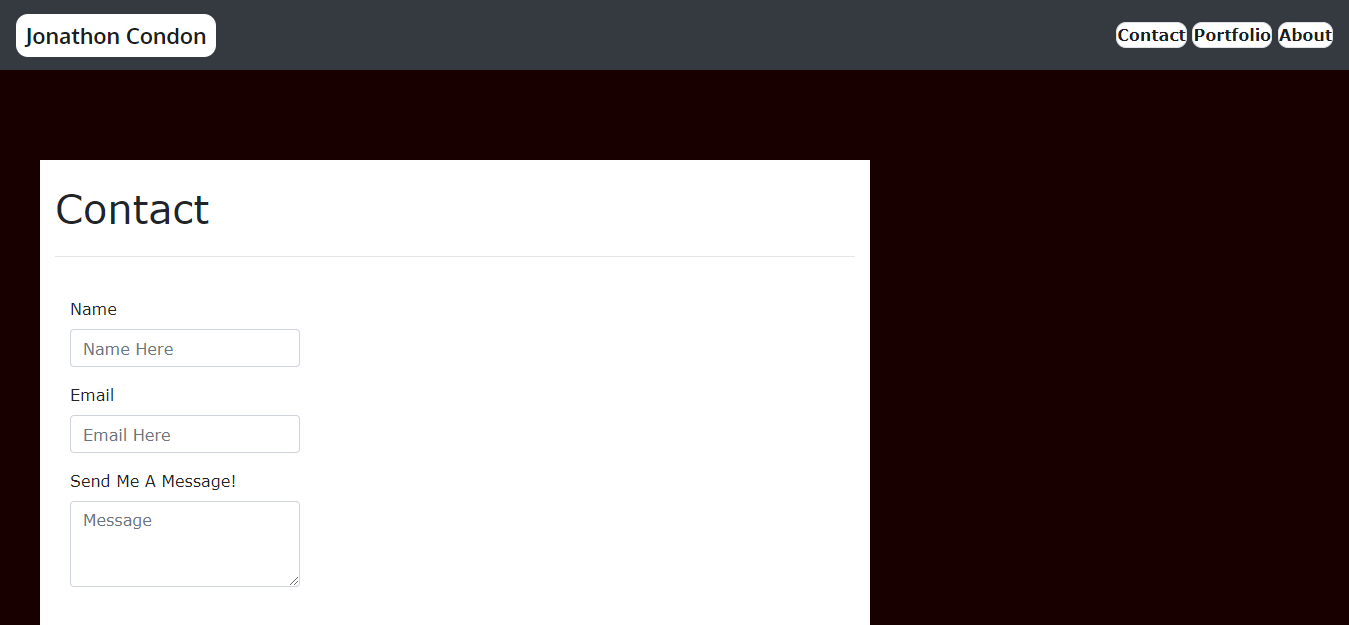 Jonathon Condon
Contact Portfolio About
Contact
Name
Name Here
Email
Email Here
Send Me A Message!
Message